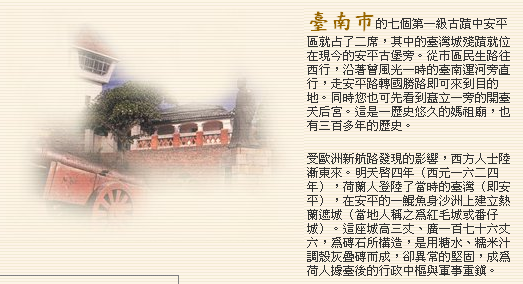 臺南市的七個第一級古蹟中安平
區就占了二席，其中的臺灣城殘蹟就位
在現今的安平古堡旁。從市區民生路往
西行，沿著曾風光一時的臺南運河旁直
行，走安平路轉國勝路即可來到目的
地。同時您也可先看到矗立一旁的開臺
天后宮。這是一歷史悠久的媽祖廟，也
有三百多年的歷史。
受歐洲新航路發現的影響，西方人士陸
漸東來。明天啓四年（西元一六二四
年），荷蘭人登陸了當時的臺灣（即安
平），在安平的一鯤鯓身沙洲上建立熱
蘭遮城（當地人稱之爲紅毛城或番仔
城）。這座城高三丈、廣一百七十六丈
六，爲磚石所構造，是用糖水、糯米汁
調殼灰疊磚而成，卻異常的堅固，成爲
荷人據臺後的行政中樞與軍事重鎮。